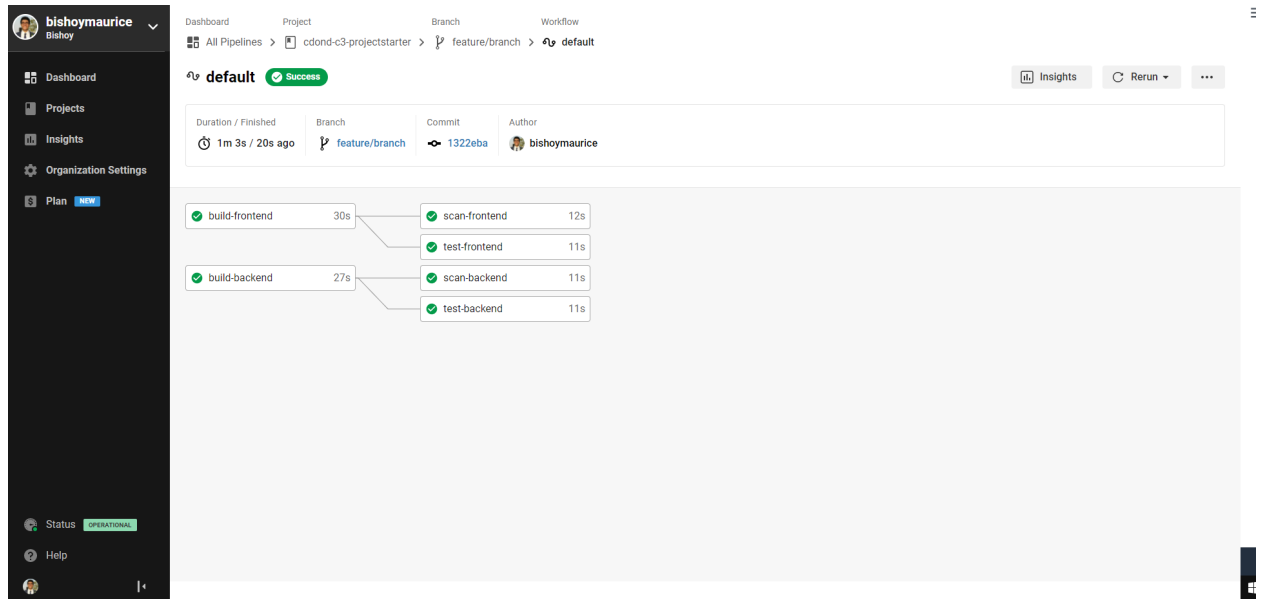 bishoymaurice
Bishoy
Dashboard
Projects
Insights
Organization Settings
Plan NEW
Status OPERATIONAL
Help
Dashboard Project Branch Workflow
All Pipelines > cdond-c3-projectstarter > feature/branch > default
default Success
Insights Rerun ...
Duration / Finished Branch Commit Author
1m 3s / 20s ago feature/branch 1322eba bishoymaurice
build-frontend 30s scan-frontend 12s
test-frontend 11s
build-backend 27s scan-backend 11s
test-backend 11s